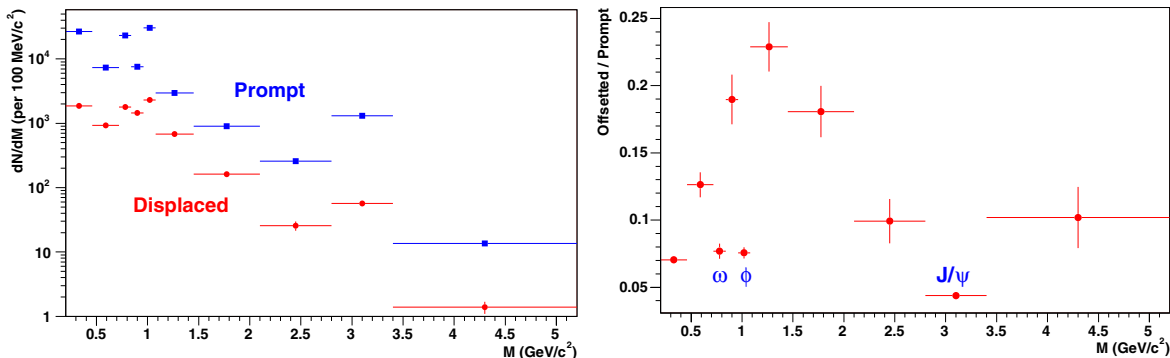 dN/dM (per 100 MeV/c²)
10⁴
10³
10²
10
1
Prompt
Displaced
0.5 1 1.5 2 2.5 3 3.5 4 4.5 5
M (GeV/c²)
Offsetted / Prompt
0.25
0.2
0.15
0.1
0.05
ω ϕ J/ψ
0.5 1 1.5 2 2.5 3 3.5 4 4.5 5
M (GeV/c²)